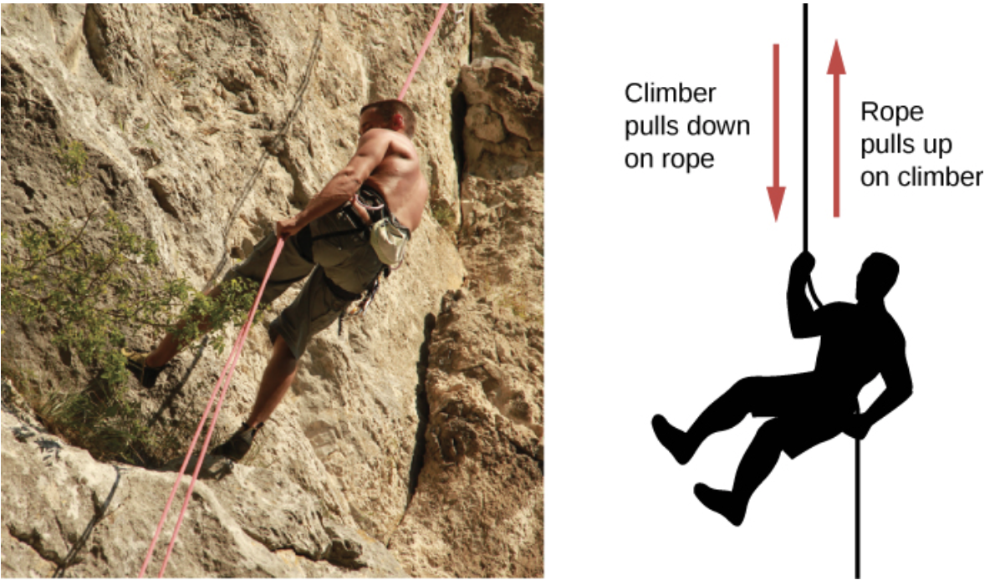 Climber
pulls down
on rope
Rope
pulls up
on climber